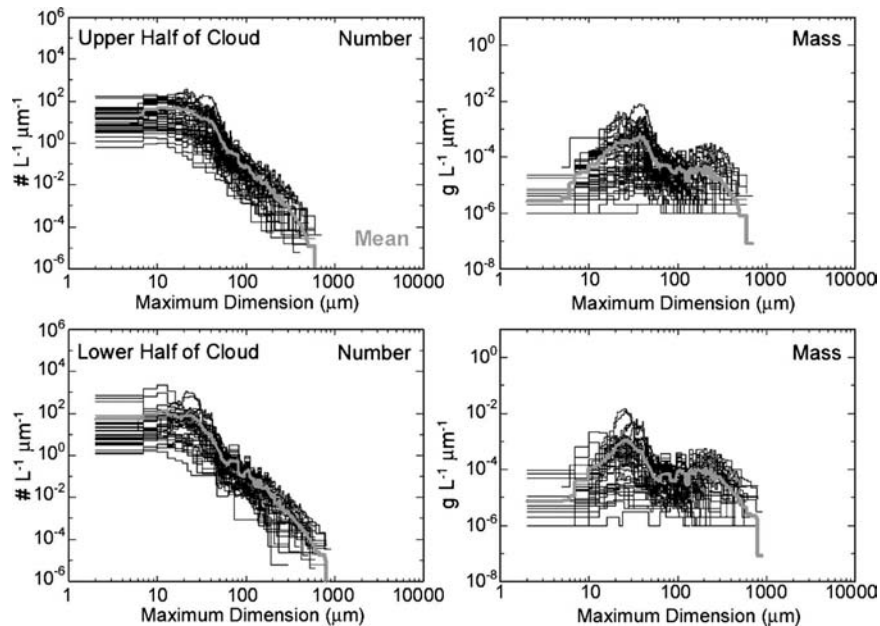 Upper Half of Cloud Number
10^6
10^4
10^2
10^0
10^-2
10^-4
10^-6
# L^-1 μm^-1
Mean
1 10 100 1000 10000
Maximum Dimension (μm)
Mass
10^0
10^-2
10^-4
10^-6
10^-8
g L^-1 μm^-1
1 10 100 1000 10000
Maximum Dimension (μm)
Lower Half of Cloud Number
10^6
10^4
10^2
10^0
10^-2
10^-4
10^-6
# L^-1 μm^-1
1 10 100 1000 10000
Maximum Dimension (μm)
Mass
10^0
10^-2
10^-4
10^-6
10^-8
g L^-1 μm^-1
1 10 100 1000 10000
Maximum Dimension (μm)